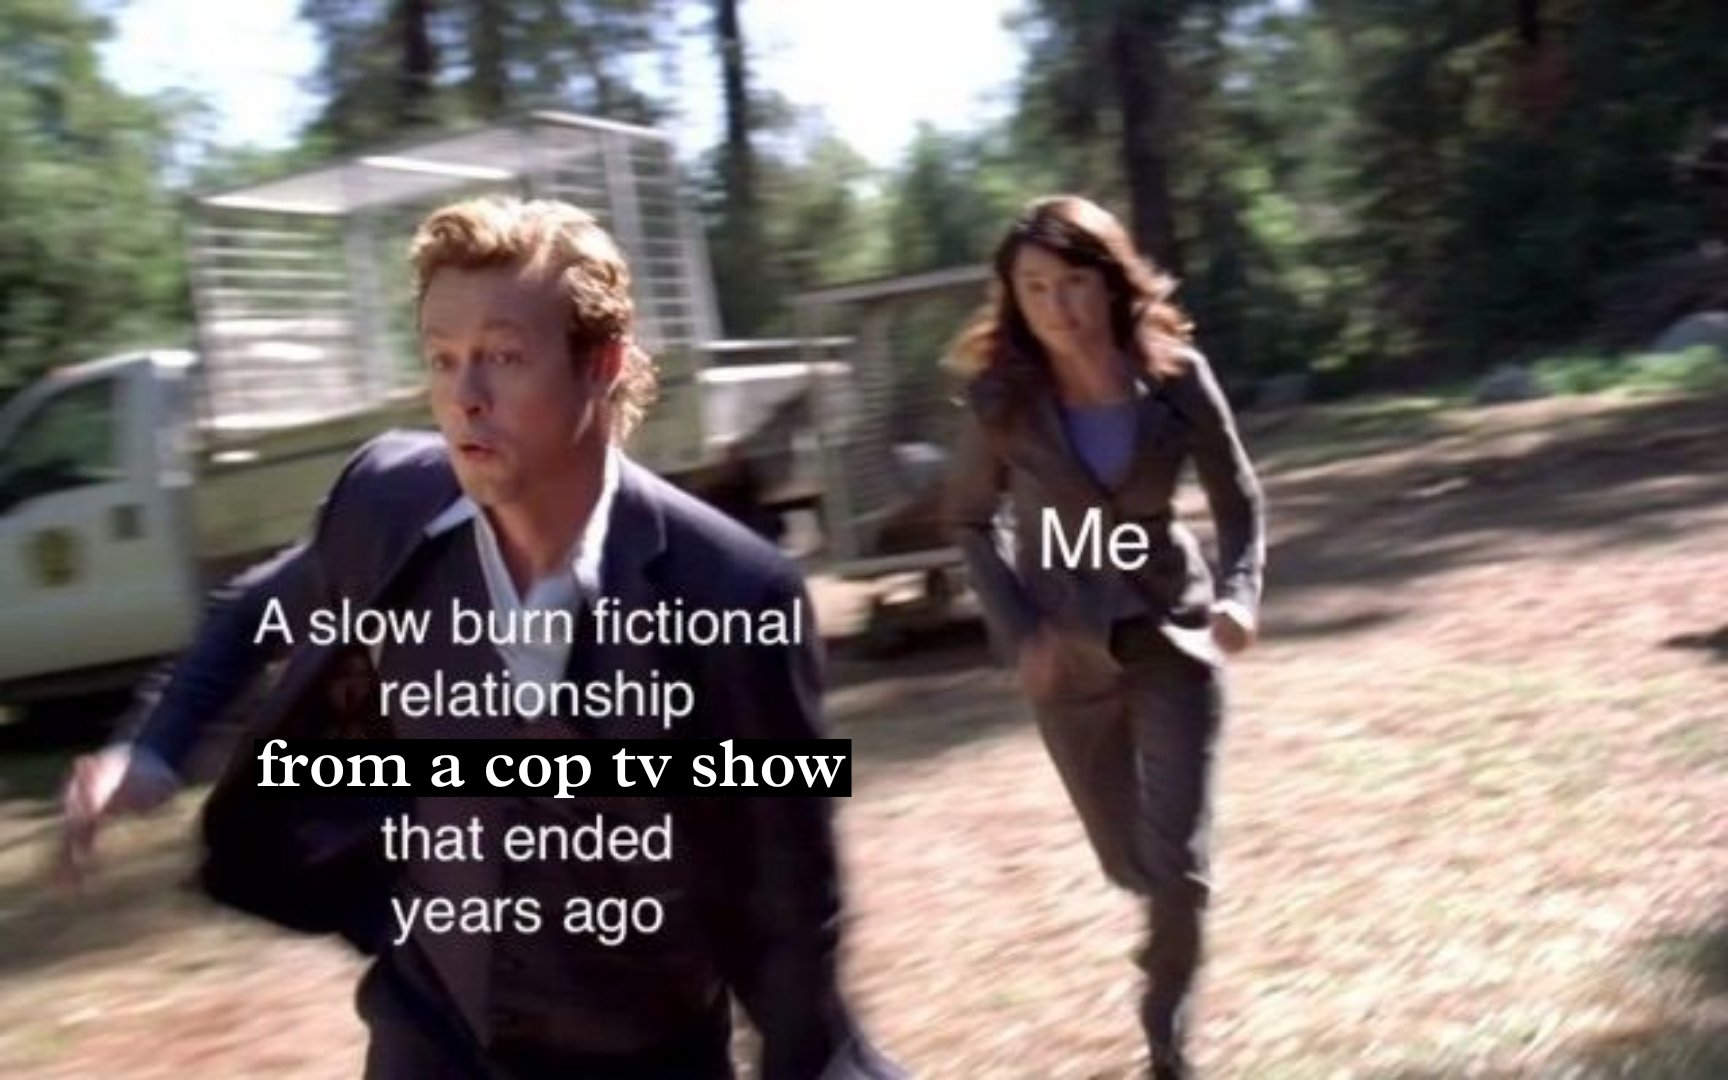 A slow burn fictional
relationship
from a cop tv show
that ended
years ago
Me